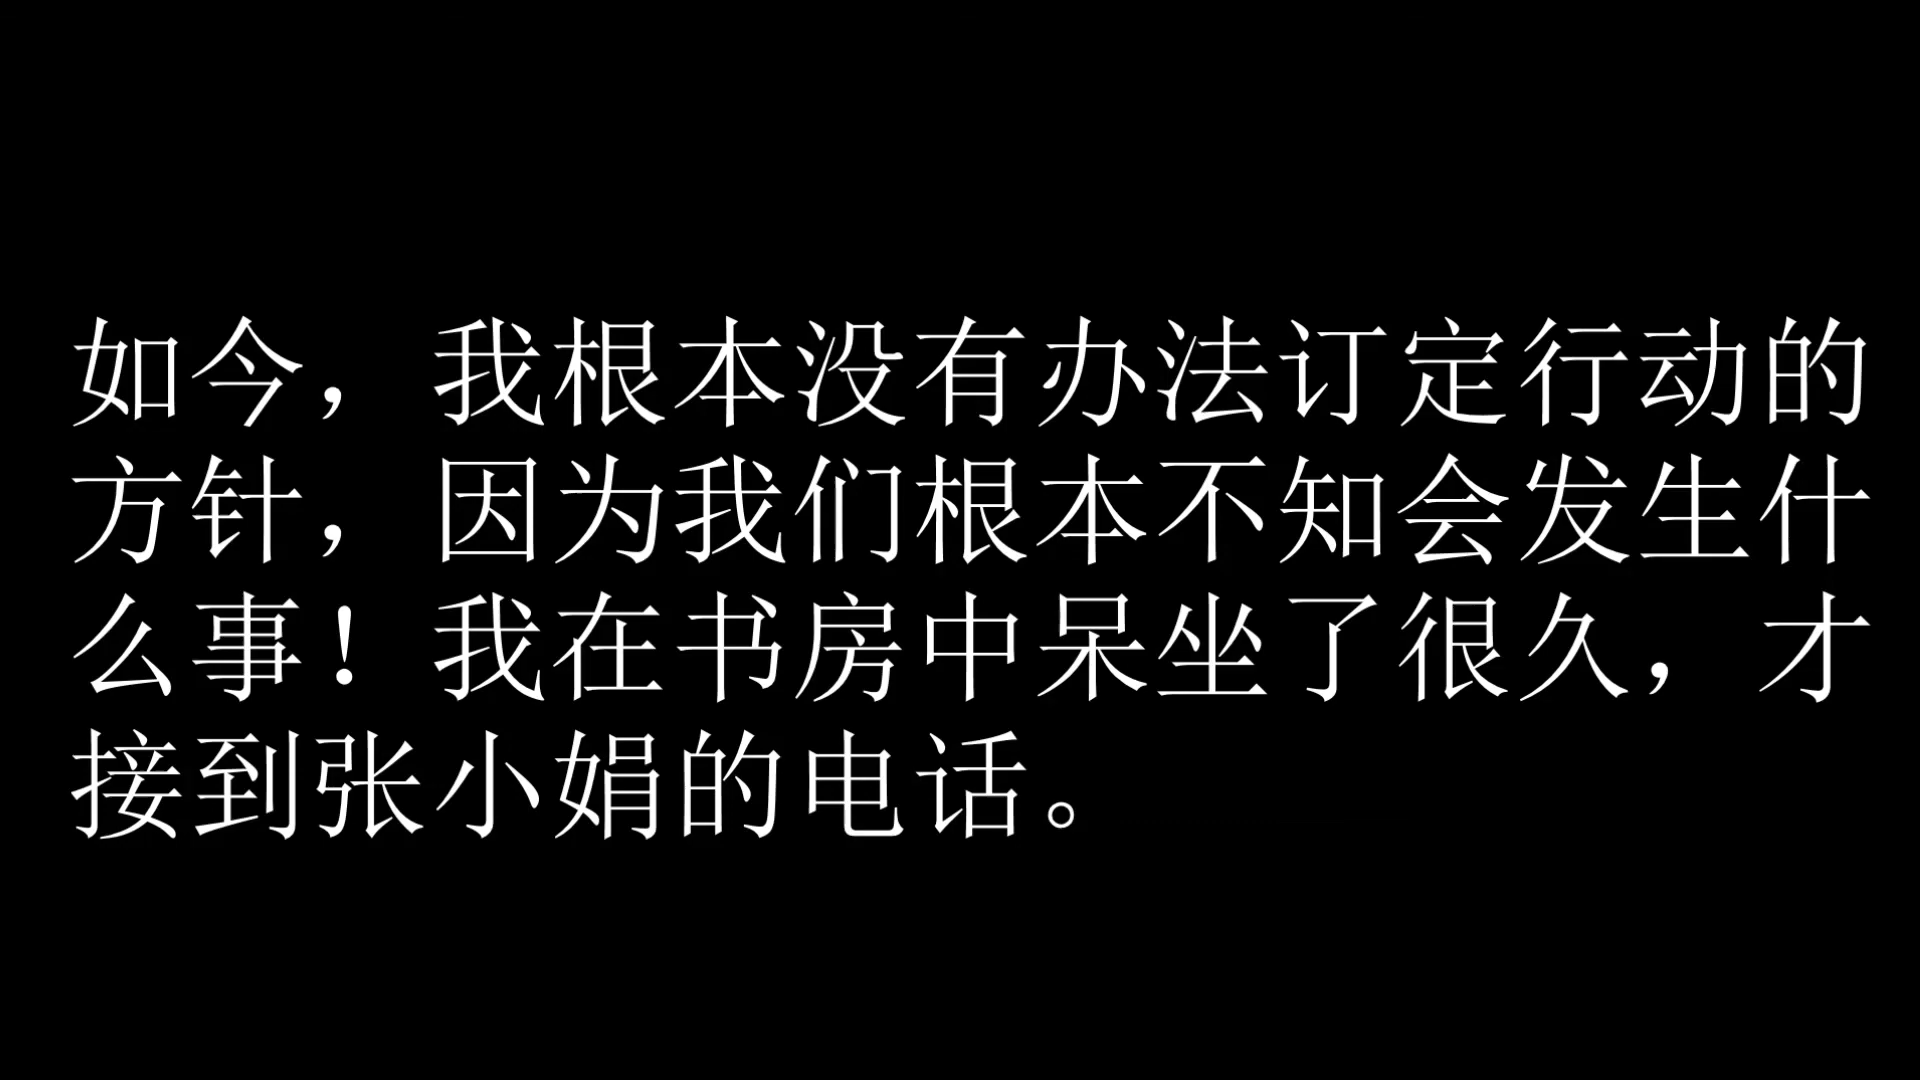 如今，我根本没有办法订定行动的
方针，因为我们根本不知会发生什
么事！我在书房中呆坐了很久，才
接到张小娟的电话。